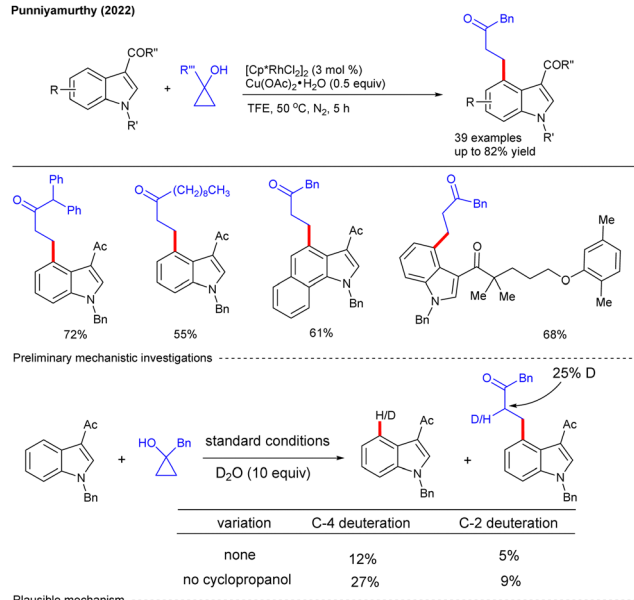 Punniyamurthy (2022)
COR"
R
N
R'
+
R'"
OH
[Cp*RhCl2]2 (3 mol %)
Cu(OAc)2•H2O (0.5 equiv)
TFE, 50 °C, N2, 5 h
O
Bn
COR"
R
N
R'
39 examples
up to 82% yield
Ph
O
Ph
Ac
N
Bn
72%
O
(CH2)8CH3
Ac
N
Bn
55%
O
Bn
Ac
N
Bn
61%
O
Bn
O
Me
Me
Me
O
Me
N
Bn
68%
Preliminary mechanistic investigations
Ac
N
Bn
+
HO
Bn
standard conditions
D2O (10 equiv)
H/D
Ac
N
Bn
+
25% D
O
Bn
D/H
Ac
N
Bn
variation C-4 deuteration C-2 deuteration
none 12% 5%
no cyclopropanol 27% 9%
Plausible mechanism